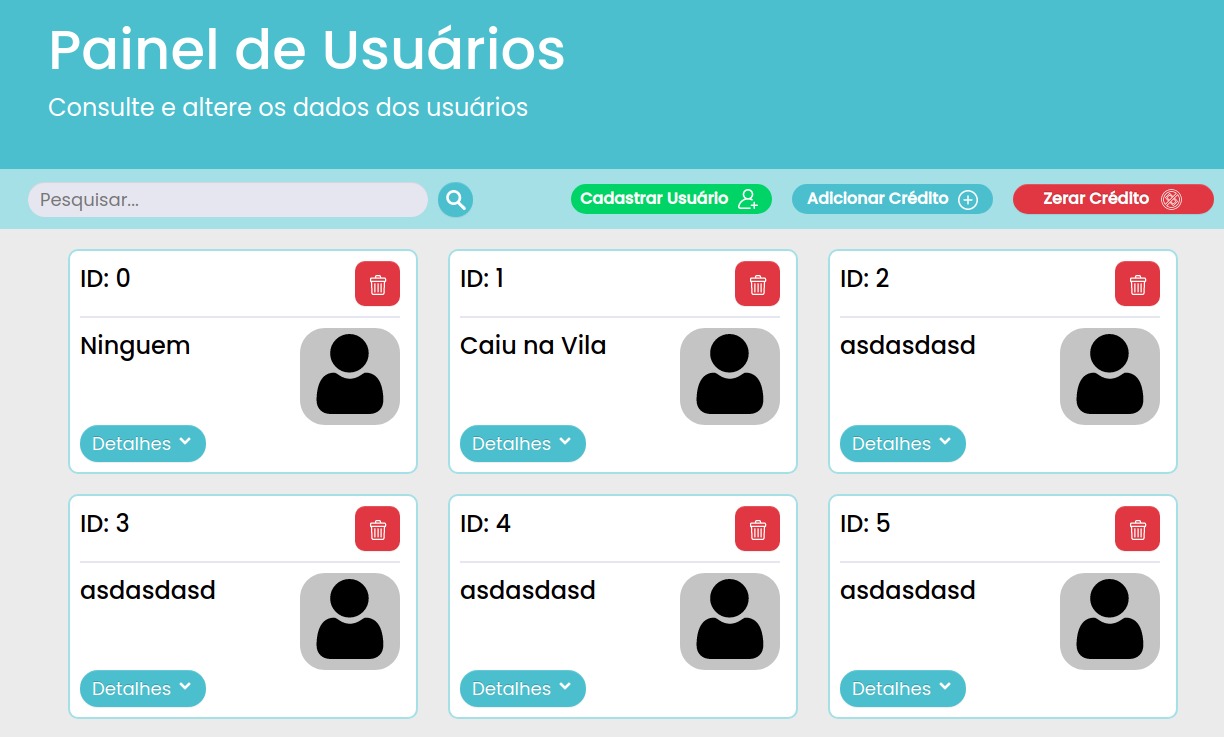 Painel de Usuários
Consulte e altere os dados dos usuários
Pesquisar...
Cadastrar Usuário
Adicionar Crédito
Zerar Crédito
ID: 0
ID: 1
ID: 2
Ninguem
Caiu na Vila
asdasdasd
Detalhes
Detalhes
Detalhes
ID: 3
ID: 4
ID: 5
asdasdasd
asdasdasd
asdasdasd
Detalhes
Detalhes
Detalhes